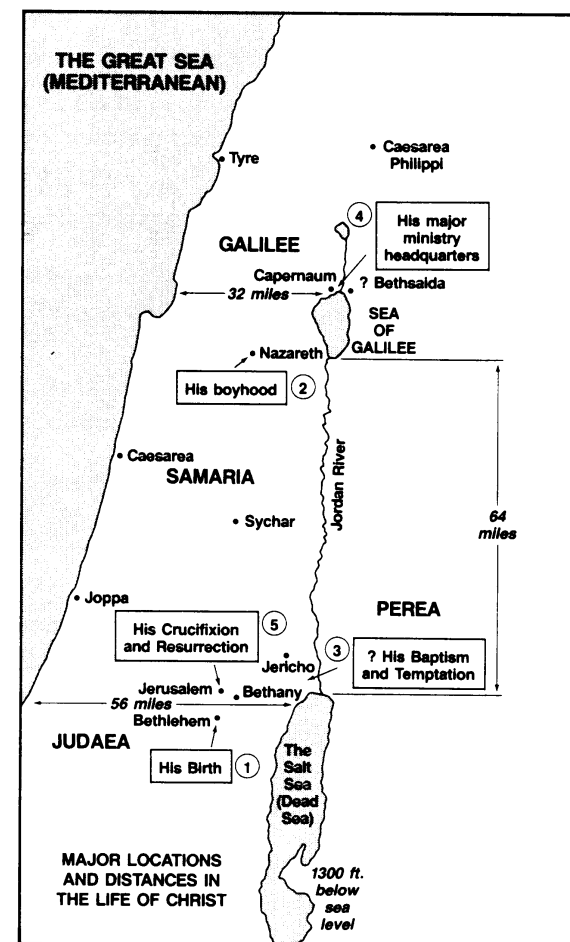 THE GREAT SEA
(MEDITERRANEAN)
Tyre
Caesarea
Philippi
4
His major
ministry
headquarters
GALILEE
Capernaum
? Bethsaida
32 miles
SEA
OF
GALILEE
Nazareth
His boyhood
2
Caesarea
SAMARIA
Jordan River
Sychar
64
miles
Joppa
PEREA
5
His Crucifixion
and Resurrection
3
Jericho
? His Baptism
and Temptation
Jerusalem
Bethany
56 miles
Bethlehem
JUDAEA
His Birth
1
The
Salt
Sea
(Dead
Sea)
MAJOR LOCATIONS
AND DISTANCES IN
THE LIFE OF CHRIST
1300 ft.
below
sea
level